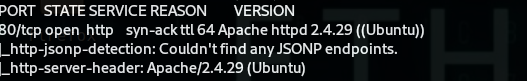 PORT STATE SERVICE REASON VERSION
80/tcp open http syn-ack ttl 64 Apache httpd 2.4.29 ((Ubuntu))
|_http-jsonp-detection: Couldn't find any JSONP endpoints.
|_http-server-header: Apache/2.4.29 (Ubuntu)